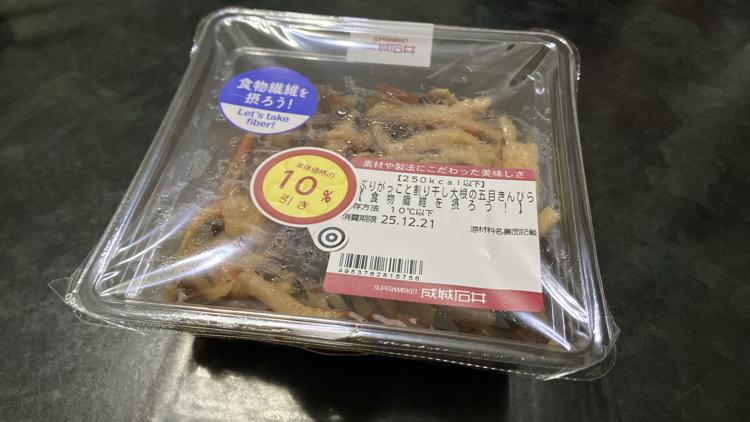 SUPERMARKET
成城石井
食物繊維を
摂ろう!
Let's take
fiber!
本体価格の
10%
引き
素材や製法にこだわった美味しさ
【250kcal以下】
ぶりがっこと割り干し大根の五目きんぴら
【食物繊維を摂ろう!】
存方法 10℃以下
消費期限 25.12.21
原材料名裏面記載
4953762815756
SUPERMARKET 成城石井